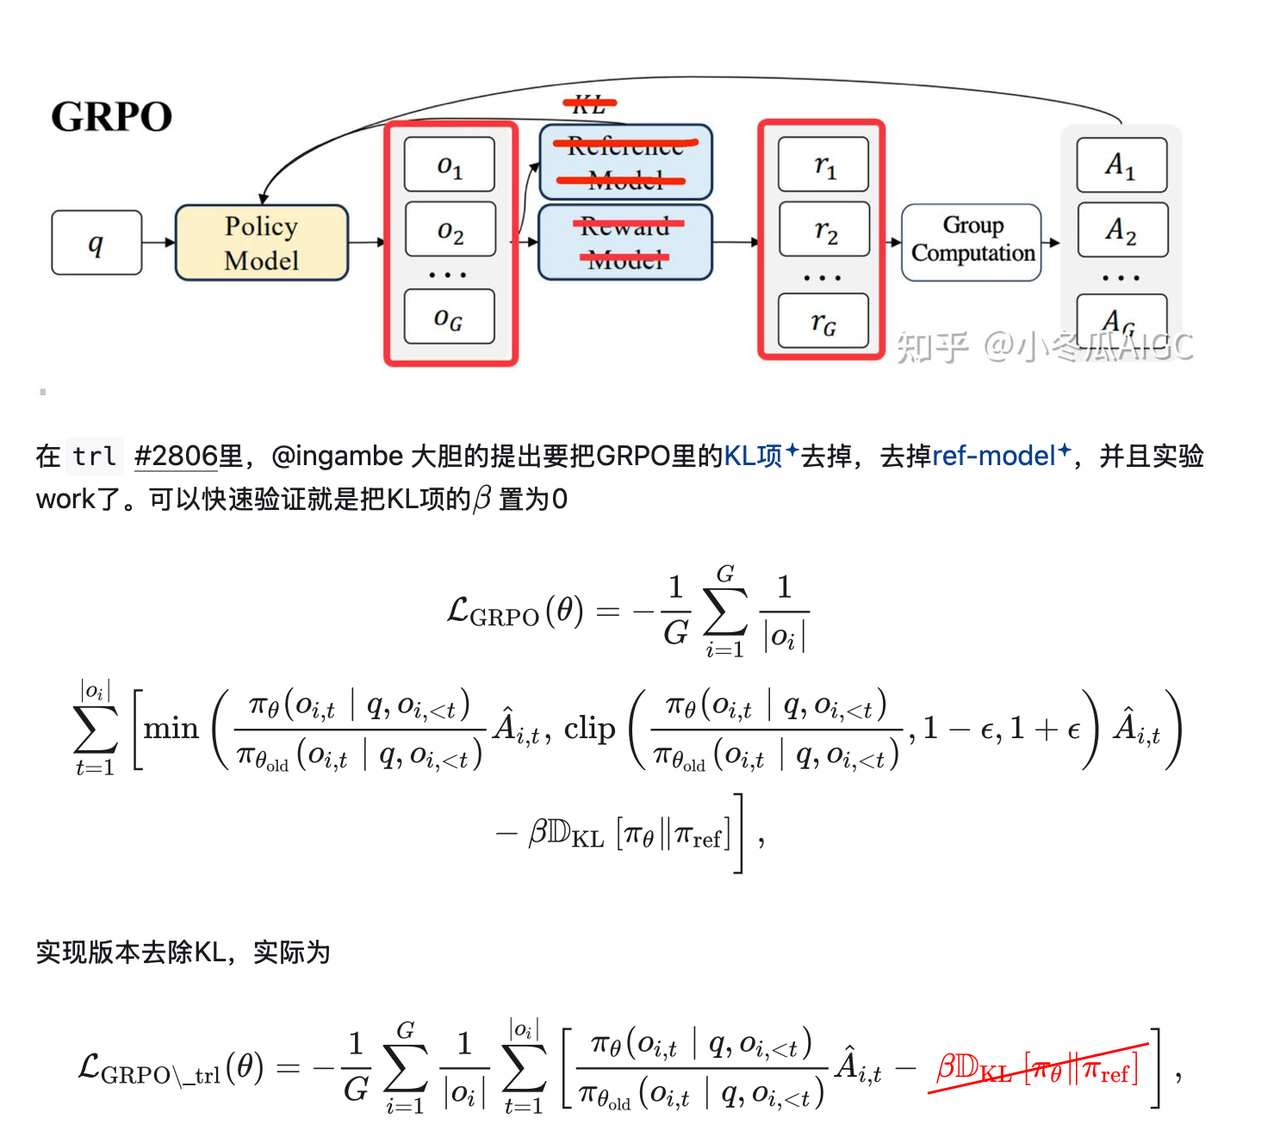 GRPO
KL
q
Policy
Model
o_1
o_2
...
o_G
Reference
Model
Reward
Model
r_1
r_2
...
r_G
Group
Computation
A_1
A_2
...
A_G
知乎 @小冬瓜AIGC
在 trl #2806里，@ingambe 大胆的提出要把GRPO里的KL项去掉，去掉ref-model，并且实验
work了。可以快速验证就是把KL项的β 置为0
\mathcal{L}_{\text{GRPO}}(\theta) = -\frac{1}{G} \sum_{i=1}^{G} \frac{1}{|o_i|}
\sum_{t=1}^{|o_i|} \left[ \min \left( \frac{\pi_\theta(o_{i,t} \mid q, o_{i,<t})}{\pi_{\theta_{\text{old}}}(o_{i,t} \mid q, o_{i,<t})} \hat{A}_{i,t}, \text{clip} \left( \frac{\pi_\theta(o_{i,t} \mid q, o_{i,<t})}{\pi_{\theta_{\text{old}}}(o_{i,t} \mid q, o_{i,<t})}, 1 - \epsilon, 1 + \epsilon \right) \hat{A}_{i,t} \right)
- \beta \mathbb{D}_{\text{KL}} [\pi_\theta \| \pi_{\text{ref}}] \right],
实现版本去除KL，实际为
\mathcal{L}_{\text{GRPO\_trl}}(\theta) = -\frac{1}{G} \sum_{i=1}^{G} \frac{1}{|o_i|} \sum_{t=1}^{|o_i|} \left[ \frac{\pi_\theta(o_{i,t} \mid q, o_{i,<t})}{\pi_{\theta_{\text{old}}}(o_{i,t} \mid q, o_{i,<t})} \hat{A}_{i,t} - \beta \mathbb{D}_{\text{KL}} [\pi_\theta \| \pi_{\text{ref}}] \right],